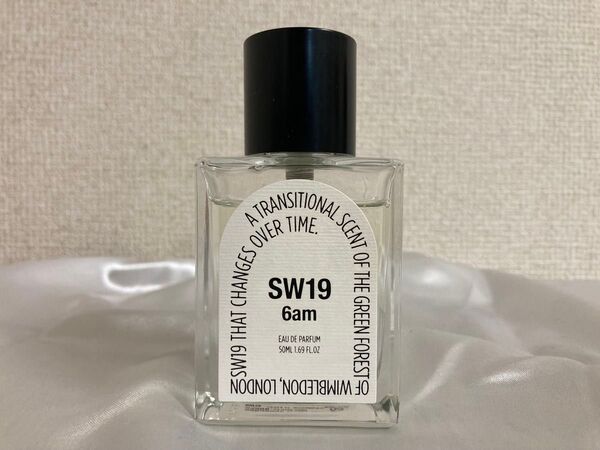 A TRANSITIONAL SCENT OF THE GREEN FOREST
OF WIMBLEDON, LONDON
SW19 THAT CHANGES
OVER TIME.
SW19
6am
EAU DE PARFUM
50ML 1.69 FL.OZ